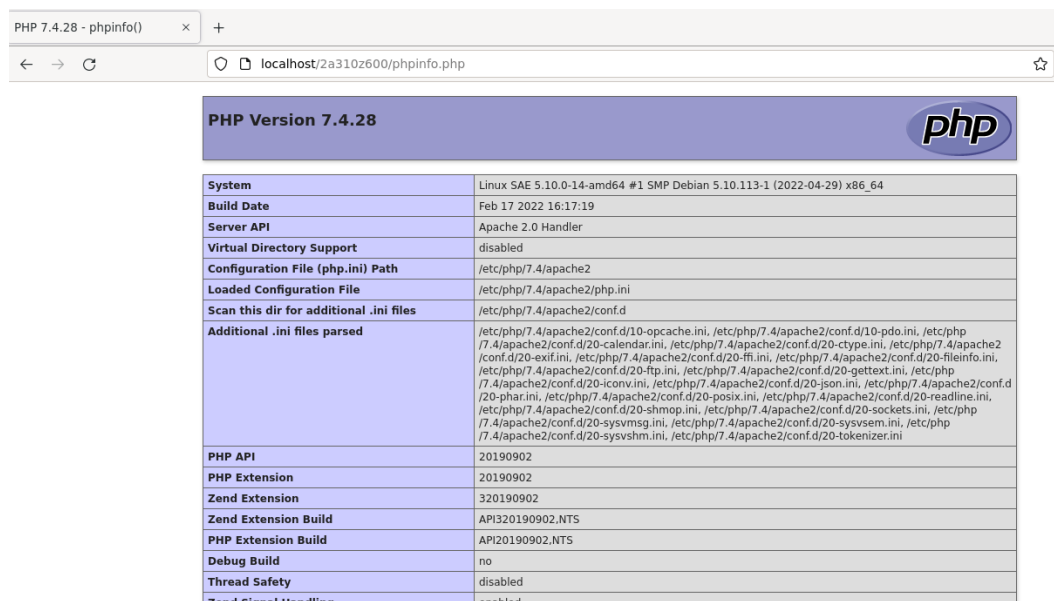 PHP 7.4.28 - phpinfo()
localhost/2a310z600/phpinfo.php
PHP Version 7.4.28
php
System Linux SAE 5.10.0-14-amd64 #1 SMP Debian 5.10.113-1 (2022-04-29) x86_64
Build Date Feb 17 2022 16:17:19
Server API Apache 2.0 Handler
Virtual Directory Support disabled
Configuration File (php.ini) Path /etc/php/7.4/apache2
Loaded Configuration File /etc/php/7.4/apache2/php.ini
Scan this dir for additional .ini files /etc/php/7.4/apache2/conf.d
Additional .ini files parsed /etc/php/7.4/apache2/conf.d/10-opcache.ini, /etc/php/7.4/apache2/conf.d/10-pdo.ini, /etc/php
/7.4/apache2/conf.d/20-calendar.ini, /etc/php/7.4/apache2/conf.d/20-ctype.ini, /etc/php/7.4/apache2
/conf.d/20-exif.ini, /etc/php/7.4/apache2/conf.d/20-ffi.ini, /etc/php/7.4/apache2/conf.d/20-fileinfo.ini,
/etc/php/7.4/apache2/conf.d/20-ftp.ini, /etc/php/7.4/apache2/conf.d/20-gettext.ini, /etc/php
/7.4/apache2/conf.d/20-iconv.ini, /etc/php/7.4/apache2/conf.d/20-json.ini, /etc/php/7.4/apache2/conf.d
/20-phar.ini, /etc/php/7.4/apache2/conf.d/20-posix.ini, /etc/php/7.4/apache2/conf.d/20-readline.ini,
/etc/php/7.4/apache2/conf.d/20-shmop.ini, /etc/php/7.4/apache2/conf.d/20-sockets.ini, /etc/php
/7.4/apache2/conf.d/20-sysvmsg.ini, /etc/php/7.4/apache2/conf.d/20-sysvsem.ini, /etc/php
/7.4/apache2/conf.d/20-sysvshm.ini, /etc/php/7.4/apache2/conf.d/20-tokenizer.ini
PHP API 20190902
PHP Extension 20190902
Zend Extension 320190902
Zend Extension Build API320190902,NTS
PHP Extension Build API20190902,NTS
Debug Build no
Thread Safety disabled